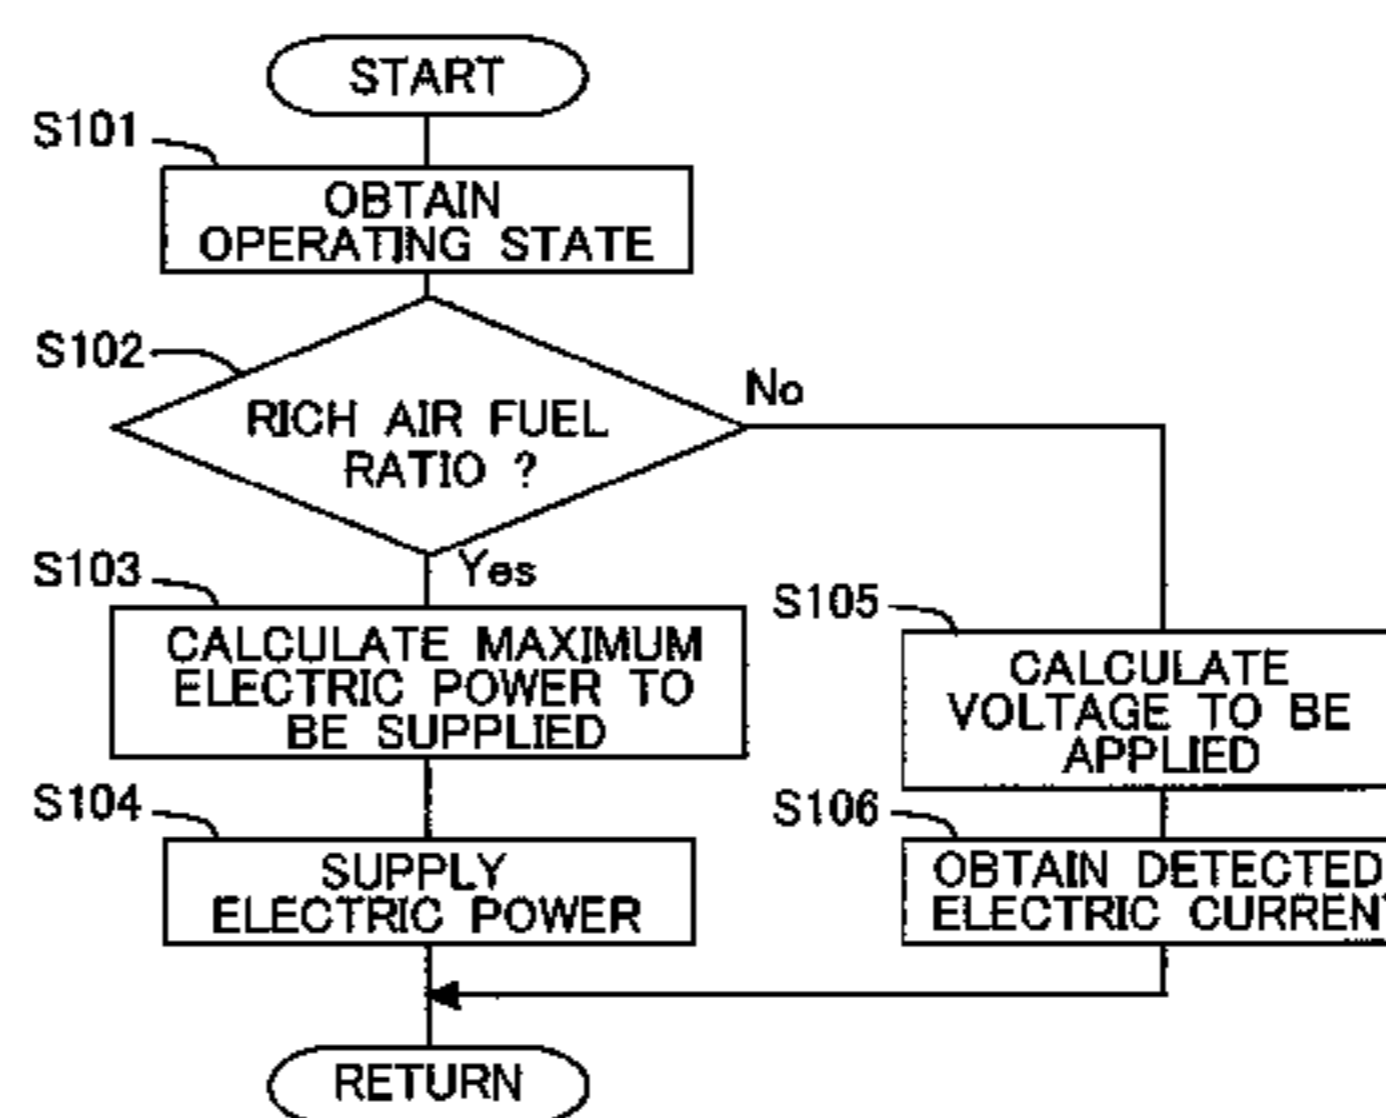 START
S101
OBTAIN
OPERATING STATE
S102
RICH AIR FUEL
RATIO ?
No
Yes
S103
CALCULATE MAXIMUM
ELECTRIC POWER TO
BE SUPPLIED
S104
SUPPLY
ELECTRIC POWER
S105
CALCULATE
VOLTAGE TO BE
APPLIED
S106
OBTAIN DETECTED
ELECTRIC CURRENT
RETURN